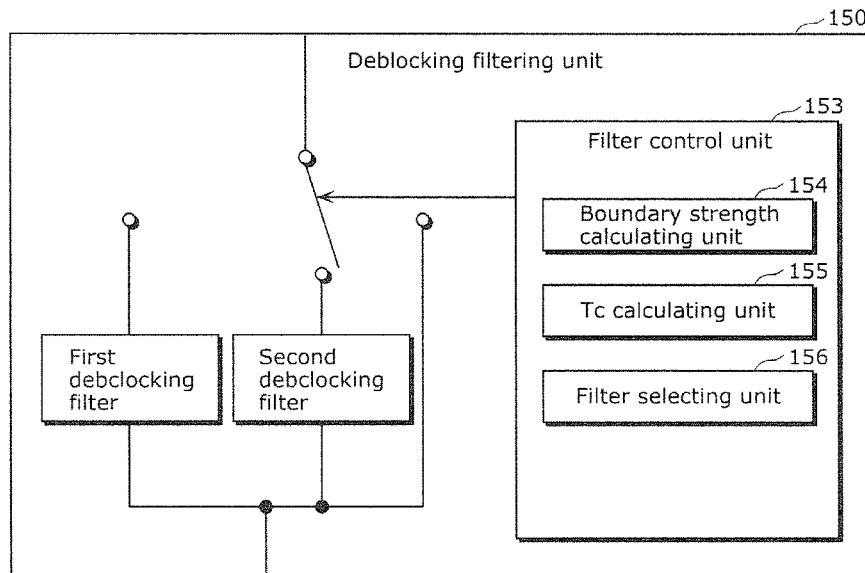 150
Deblocking filtering unit
153
Filter control unit
154
Boundary strength
calculating unit
155
Tc calculating unit
156
Filter selecting unit
First
debclocking
filter
Second
debclocking
filter